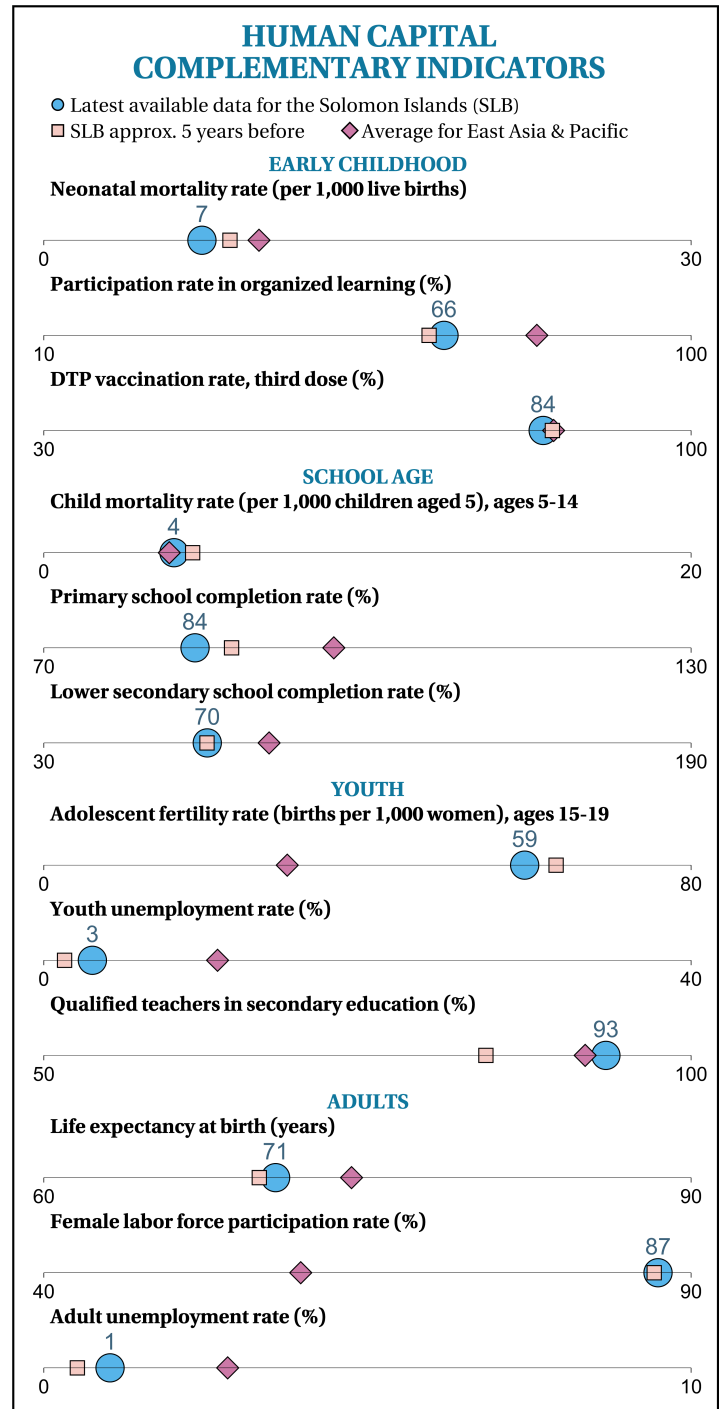 HUMAN CAPITAL
COMPLEMENTARY INDICATORS
Latest available data for the Solomon Islands (SLB)
SLB approx. 5 years before Average for East Asia & Pacific
EARLY CHILDHOOD
Neonatal mortality rate (per 1,000 live births)
7
0 30
Participation rate in organized learning (%)
66
10 100
DTP vaccination rate, third dose (%)
84
30 100
SCHOOL AGE
Child mortality rate (per 1,000 children aged 5), ages 5-14
4
0 20
Primary school completion rate (%)
84
70 130
Lower secondary school completion rate (%)
70
30 190
YOUTH
Adolescent fertility rate (births per 1,000 women), ages 15-19
59
0 80
Youth unemployment rate (%)
3
0 40
Qualified teachers in secondary education (%)
93
50 100
ADULTS
Life expectancy at birth (years)
71
60 90
Female labor force participation rate (%)
87
40 90
Adult unemployment rate (%)
1
0 10